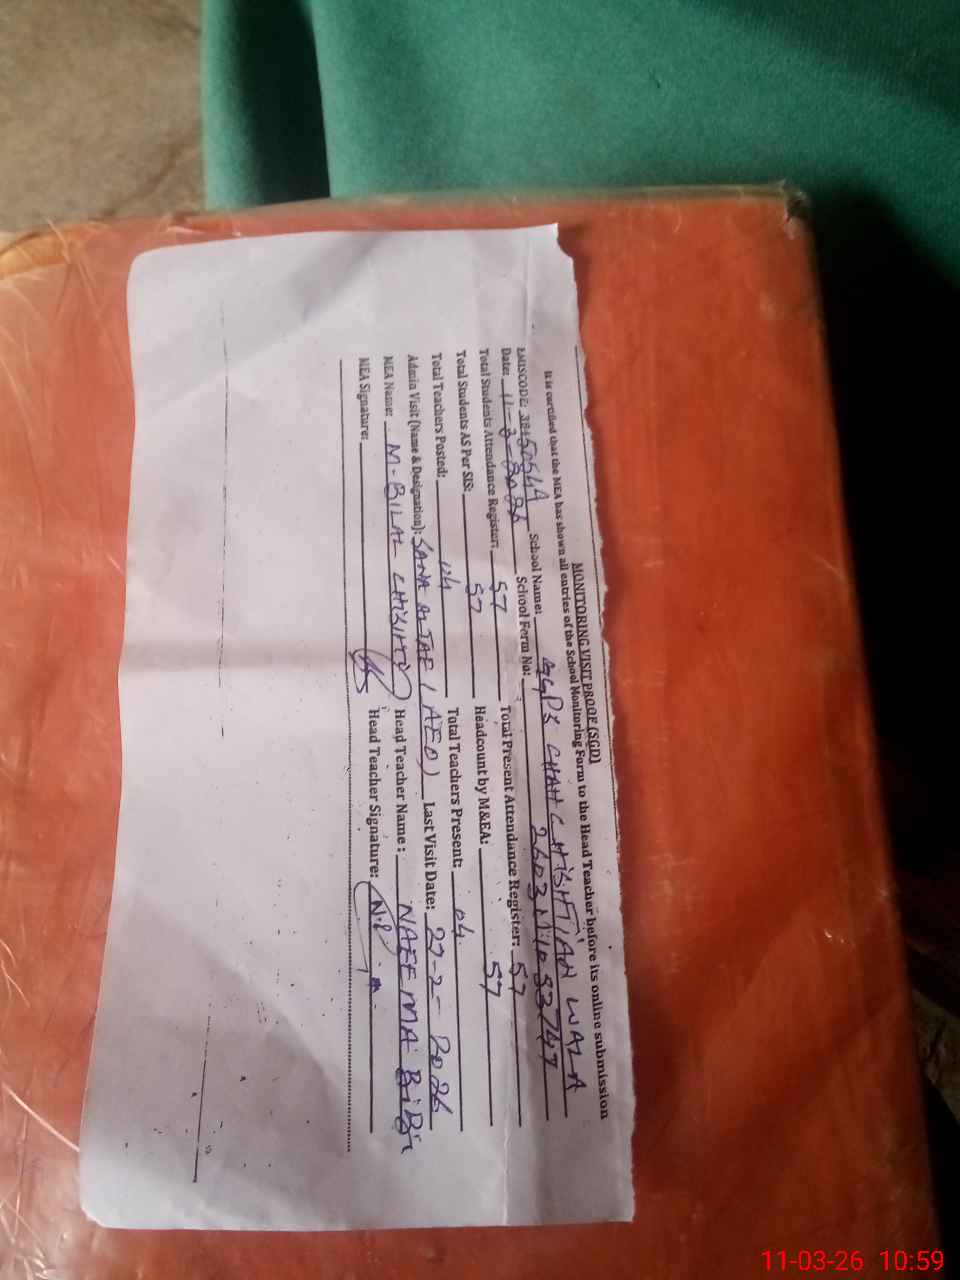 MONITORING VISIT PROOF (SGD)
It is certified that the MEA has shown all entries of the School Monitoring Form to the Head Teacher before its online submission
EMISCODE: School Name: GGPS CHAH CHISHTIAN WALA
Date: 11-3-2026 School Form No:
Total Students Attendance Register: 57 Total Present Attendance Register: 57
Total Students AS Per SIS: 57 Headcount by M&EA: 57
Total Teachers Posted: 04 Total Teachers Present: 04
Admin Visit (Name & Designation): SANA ALTAF (AEO) Last Visit Date: 27-2-2026
MEA Name: M-BILAL CHISHTI Head Teacher Name: NAEEMA BiBi
MEA Signature: Head Teacher Signature:
11-03-26 10:59